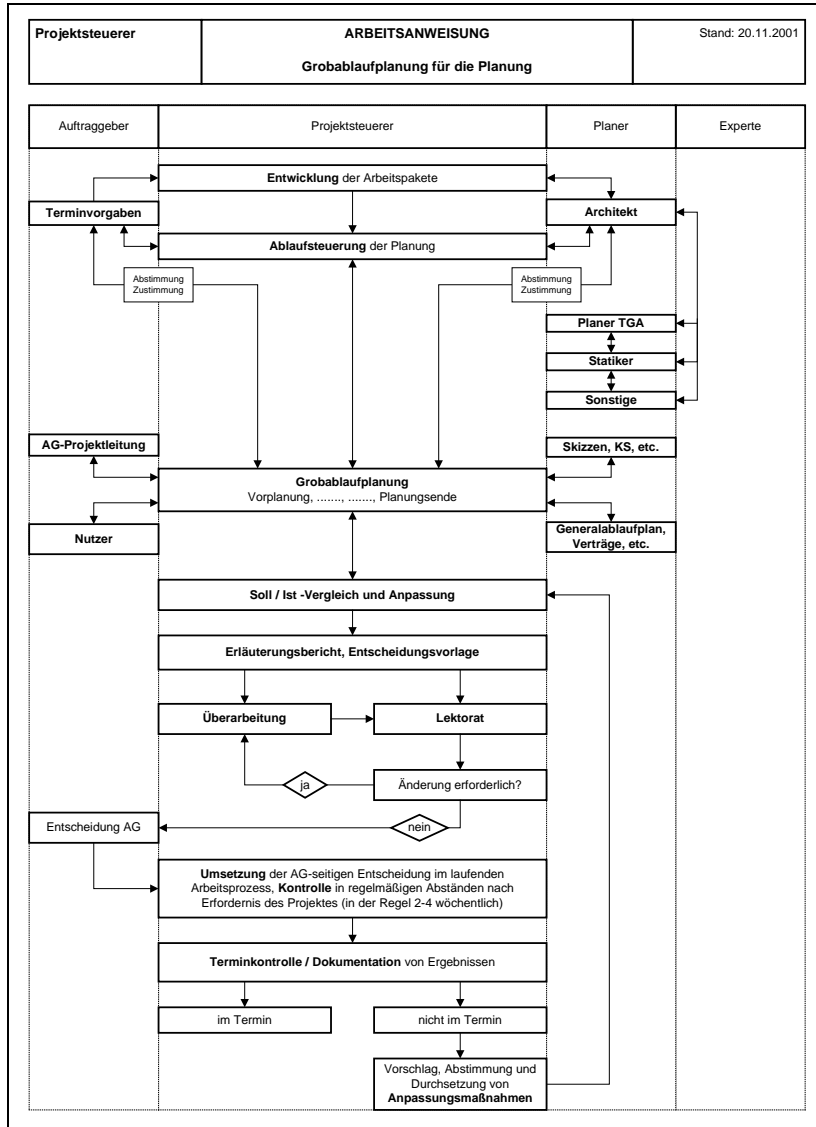 Projektsteuerer
ARBEITSANWEISUNG
Grobablaufplanung für die Planung
Stand: 20.11.2001
Auftraggeber
Projektsteuerer
Planer
Experte
Entwicklung der Arbeitspakete
Terminvorgaben
Architekt
Ablaufsteuerung der Planung
Abstimmung
Zustimmung
Abstimmung
Zustimmung
Planer TGA
Statiker
Sonstige
AG-Projektleitung
Skizzen, KS, etc.
Grobablaufplanung
Vorplanung, ......., ......., Planungsende
Nutzer
Generalablaufplan,
Verträge, etc.
Soll / Ist -Vergleich und Anpassung
Erläuterungsbericht, Entscheidungsvorlage
Überarbeitung
Lektorat
ja
Änderung erforderlich?
Entscheidung AG
nein
Umsetzung der AG-seitigen Entscheidung im laufenden
Arbeitsprozess, Kontrolle in regelmäßigen Abständen nach
Erfordernis des Projektes (in der Regel 2-4 wöchentlich)
Terminkontrolle / Dokumentation von Ergebnissen
im Termin
nicht im Termin
Vorschlag, Abstimmung und
Durchsetzung von
Anpassungsmaßnahmen